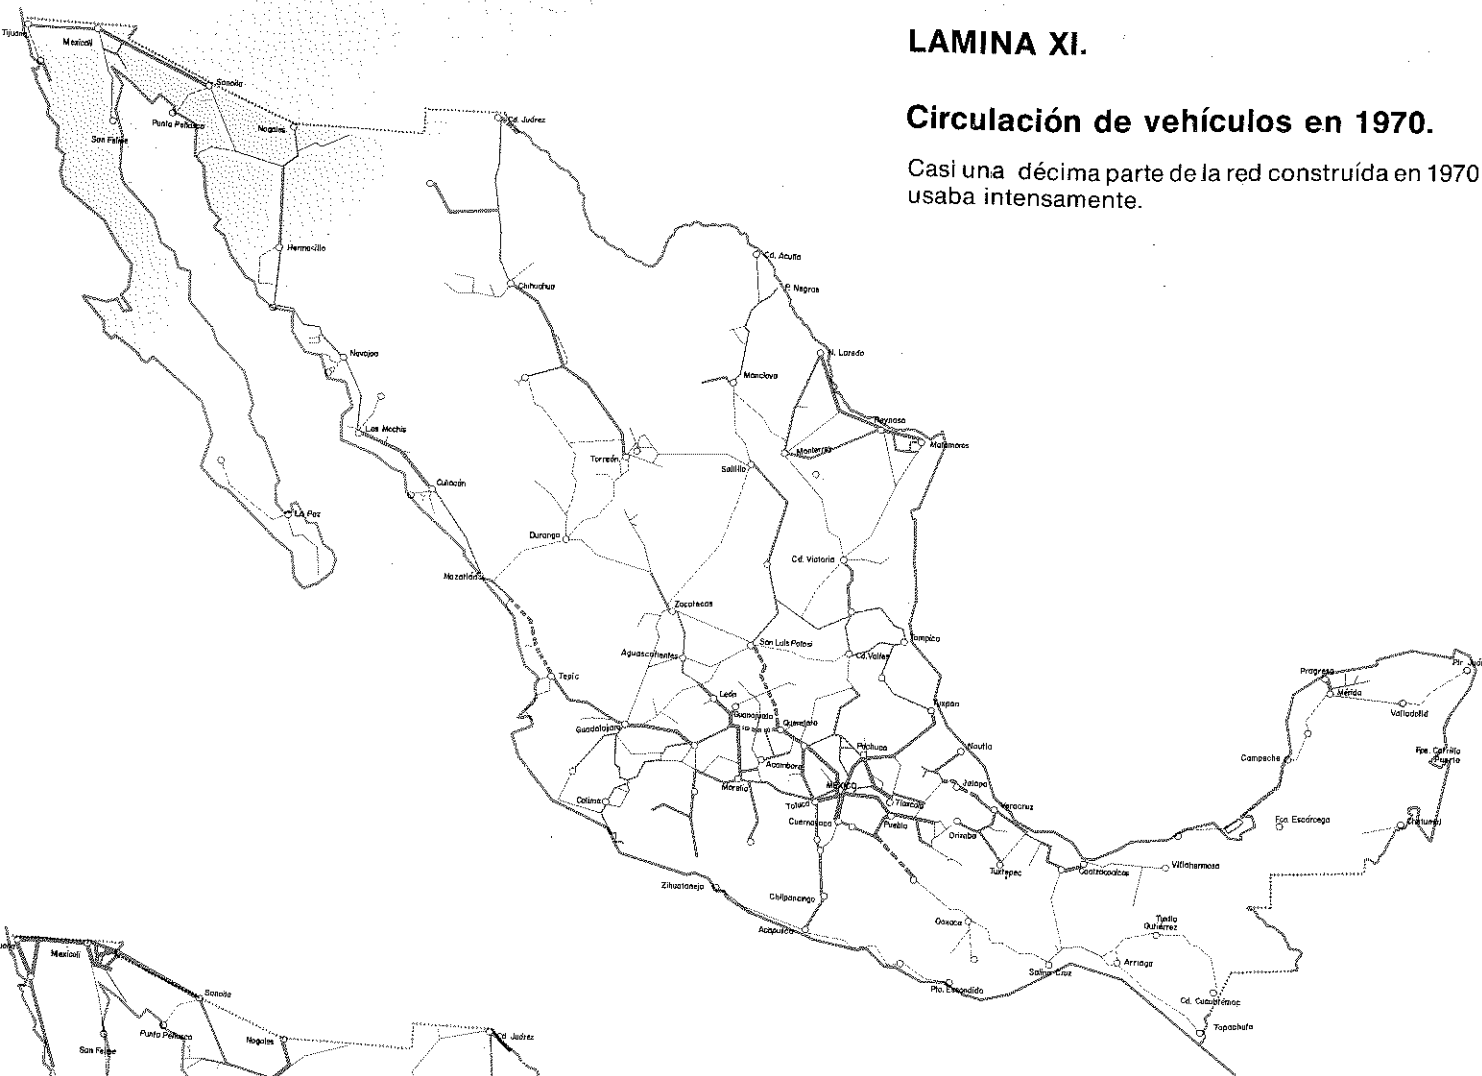 LAMINA XI.
Circulación de vehículos en 1970.
Casi una décima parte de la red construída en 1970
usaba intensamente.
Tijuana
Mexicali
Sonoita
San Felipe
Punta Peñasco
Nogales
Cd. Juárez
Hermosillo
Chihuahua
Cd. Acuña
P. Negras
Navojoa
N. Laredo
Monclova
Los Mochis
Reynosa
Matamoros
Monterrey
Torreón
Saltillo
Culiacán
La Paz
Durango
Cd. Victoria
Mazatlán
Zacatecas
San Luis Potosí
Tampico
Aguascalientes
Cd. Valles
Tepic
León
Guanajuato
Querétaro
Tuxpan
Guadalajara
Pachuca
Nautla
Acámbaro
Morelia
MEXICO
Jalapa
Colima
Toluca
Tlaxcala
Veracruz
Cuernavaca
Puebla
Orizaba
Tuxtepec
Coatzacoalcos
Villahermosa
Zihuatanejo
Chilpancingo
Acapulco
Oaxaca
Tuxtla
Gutiérrez
Salina Cruz
Arriaga
Pto. Escondido
Cd. Cuauhtémoc
Tapachula
Progreso
Mérida
Valladolid
Campeche
Fpe. Carrillo
Puerto
Fco. Escárcega
Chetumal
Mexicali
Sonoita
Punta Peñasco
San Felipe
Nogales
Cd. Juárez